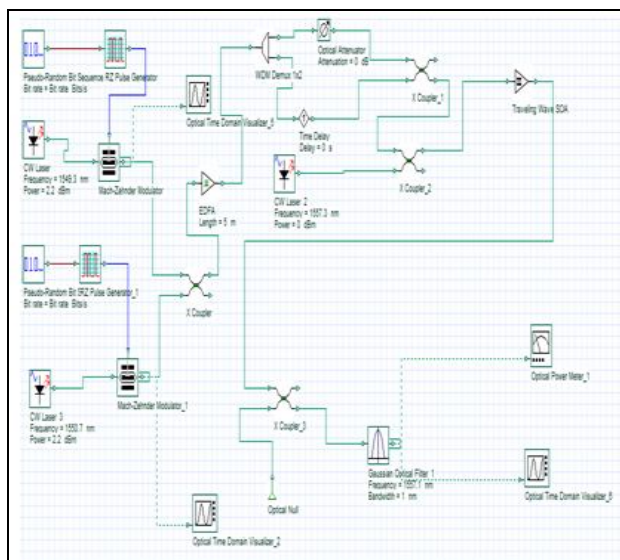 Pseudo-Random Bit Sequence RZ Pulse Generator
Bit rate = Bit rate Bits/s
CW Laser
Frequency = 1549.3 nm
Power = 2.2 dBm
Mach-Zehnder Modulator
Optical Time Domain Visualizer_5
WDM Demux 1x2
Optical Attenuator
Attenuation = 0 dB
X Coupler_1
Time Delay
Delay = 0 s
Traveling Wave SOA
X Coupler_2
CW Laser 2
Frequency = 1557.3 nm
Power = 0 dBm
EDFA
Length = 5 m
X Coupler
Pseudo-Random Bit SRZ Pulse Generator_1
Bit rate = Bit rate Bits/s
CW Laser 3
Frequency = 1550.7 nm
Power = 2.2 dBm
Mach-Zehnder Modulator_1
Optical Time Domain Visualizer_2
X Coupler_3
Optical Null
Gaussian Optical Filter 1
Frequency = 1557.1 nm
Bandwidth = 1 nm
Optical Power Meter_1
Optical Time Domain Visualizer_6